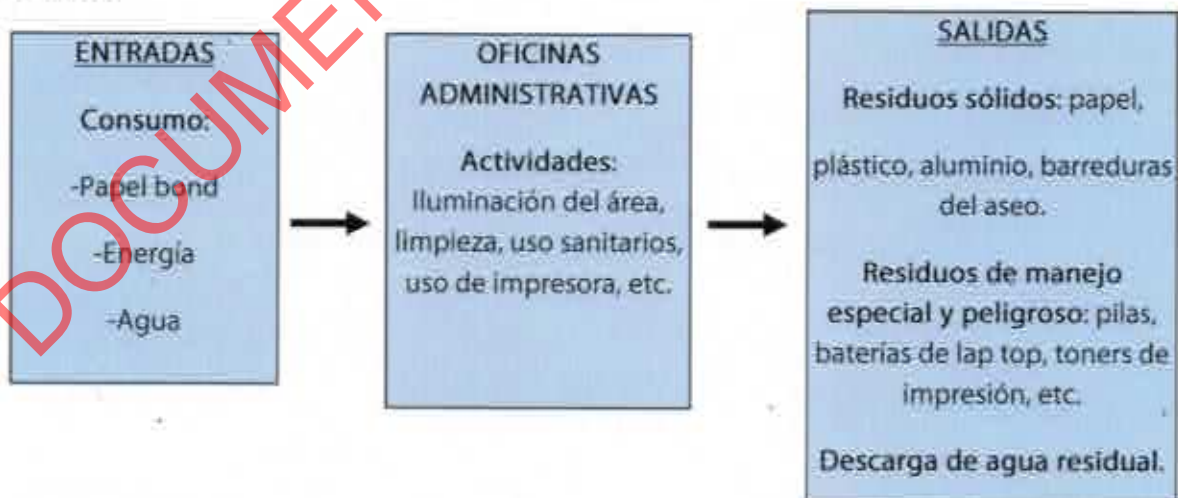 ENTRADAS
Consumo:
-Papel bond
-Energía
-Agua
OFICINAS
ADMINISTRATIVAS
Actividades:
Iluminación del área,
limpieza, uso sanitarios,
uso de impresora, etc.
SALIDAS
Residuos sólidos: papel,
plástico, aluminio, barreduras
del aseo.
Residuos de manejo
especial y peligroso: pilas,
baterías de lap top, toners de
impresión, etc.
Descarga de agua residual.